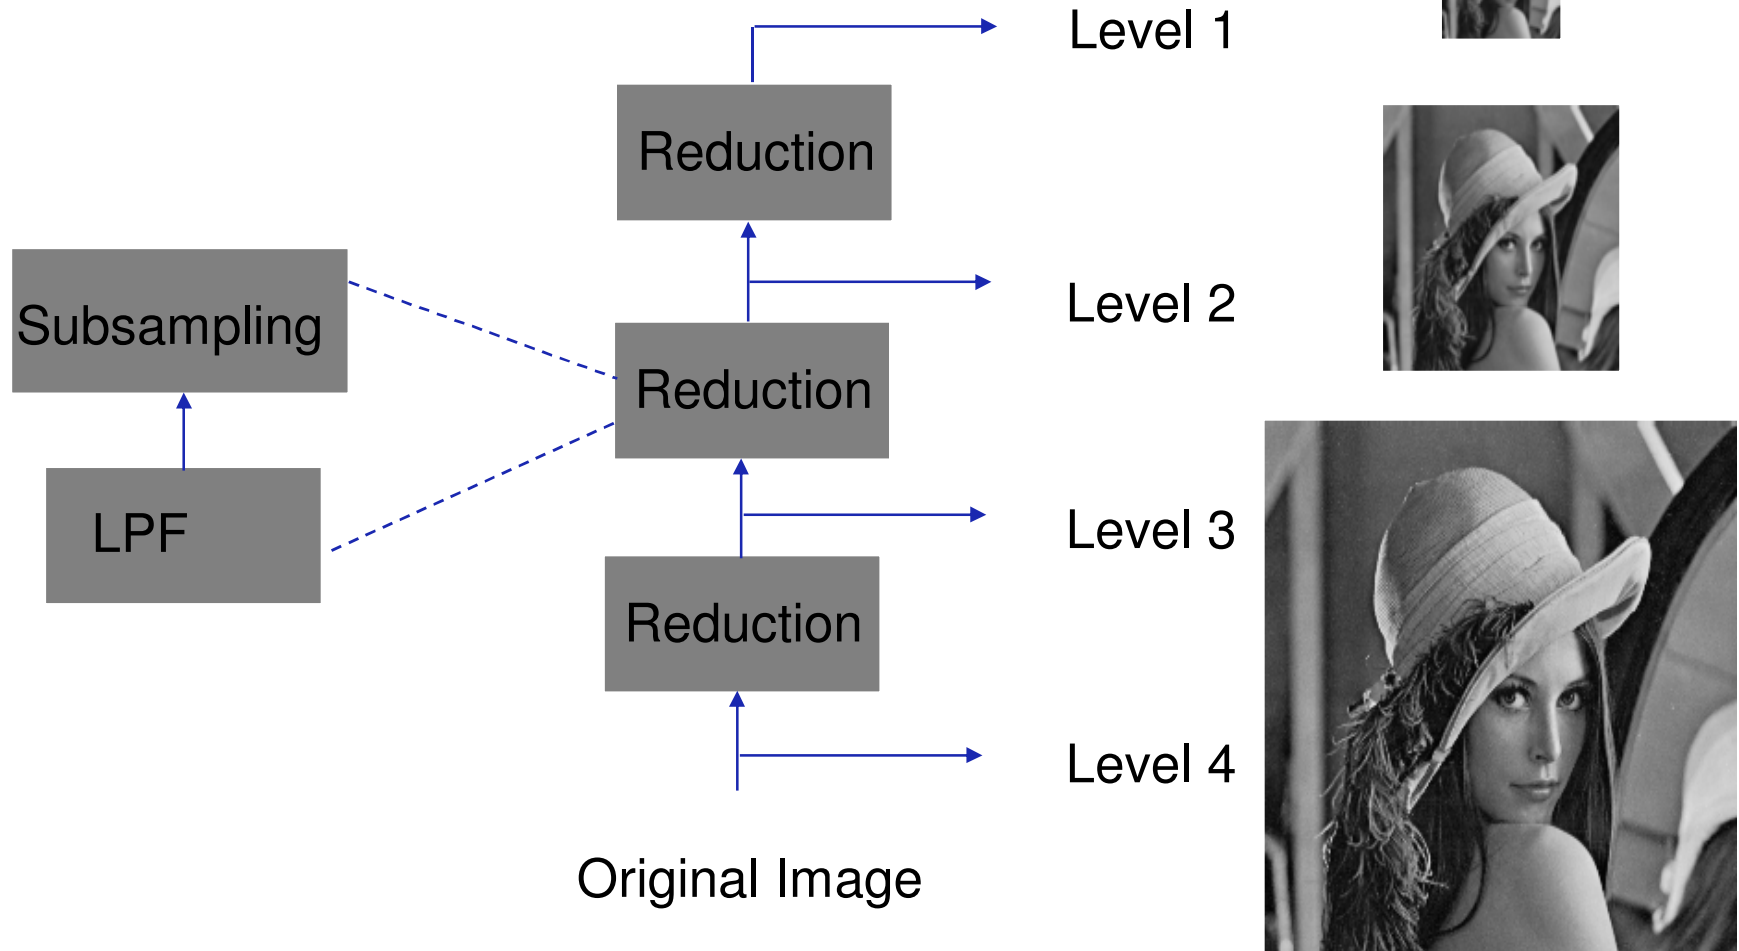 Level 1
Reduction
Level 2
Subsampling
Reduction
LPF
Level 3
Reduction
Level 4
Original Image